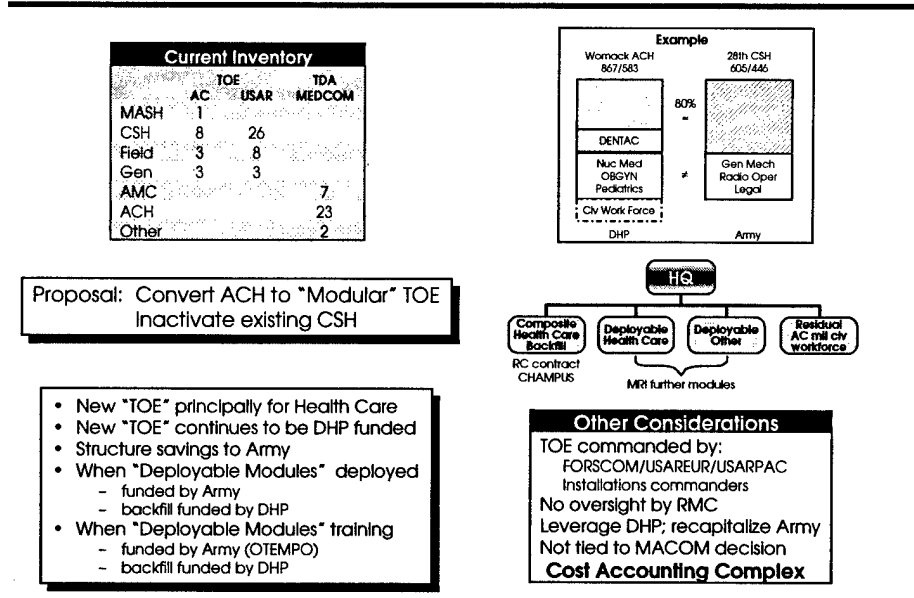 Current Inventory
TOE TDA
AC USAR MEDCOM
MASH 1
CSH 8 26
Field 3 8
Gen 3 3
AMC 7
ACH 23
Other 2
Example
Womack ACH 28th CSH
867/583 605/446
80%
=
DENTAC
Nuc Med
OBGYN
Pediatrics
≠
Gen Mech
Radio Oper
Legal
Civ Work Force
DHP Army
Proposal: Convert ACH to "Modular" TOE
Inactivate existing CSH
HQ
Composite
Health Care
Backfill
Deployable
Health Care
Deployable
Other
Residual
AC mil civ
workforce
RC contract
CHAMPUS
MRI further modules
• New "TOE" principally for Health Care
• New "TOE" continues to be DHP funded
• Structure savings to Army
• When "Deployable Modules" deployed
– funded by Army
– backfill funded by DHP
• When "Deployable Modules" training
– funded by Army (OTEMPO)
– backfill funded by DHP
Other Considerations
TOE commanded by:
FORSCOM/USAREUR/USARPAC
Installations commanders
No oversight by RMC
Leverage DHP; recapitalize Army
Not tied to MACOM decision
Cost Accounting Complex